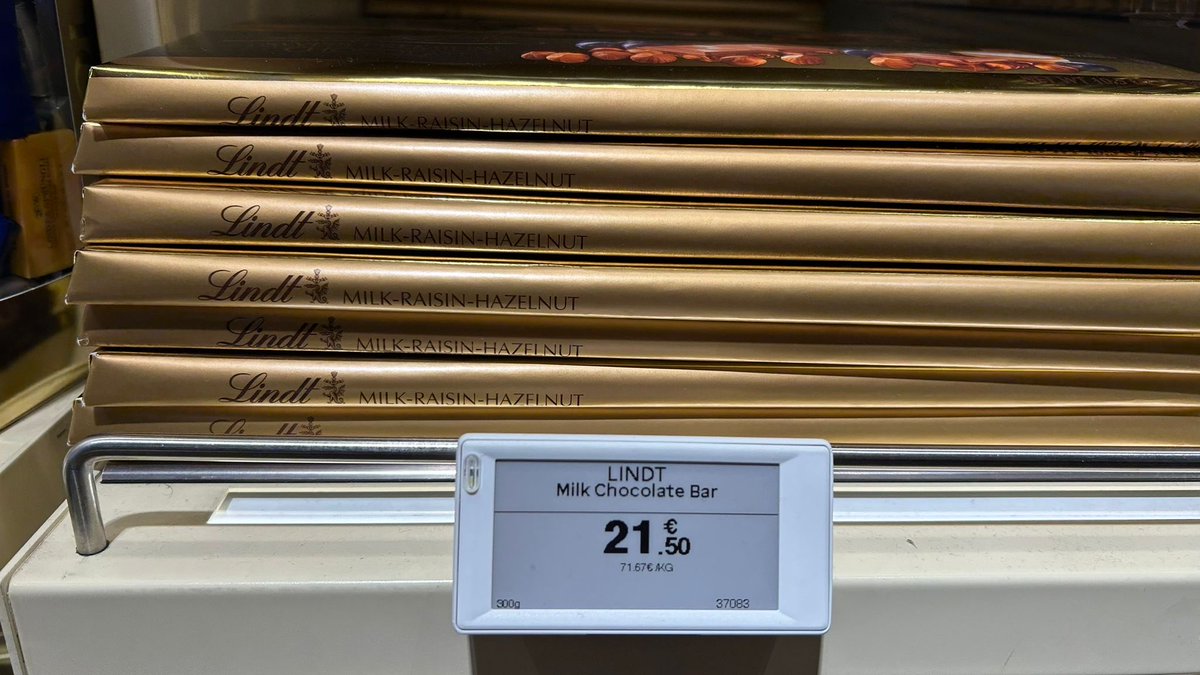 Lindt MILK-RAISIN-HAZELNUT
Lindt MILK-RAISIN-HAZELNUT
Lindt MILK-RAISIN-HAZELNUT
Lindt MILK-RAISIN-HAZELNUT
Lindt MILK-RAISIN-HAZELNUT
Lindt MILK-RAISIN-HAZELNUT
Lindt
LINDT
Milk Chocolate Bar
21.50 €
71.67€/KG
300g 37083